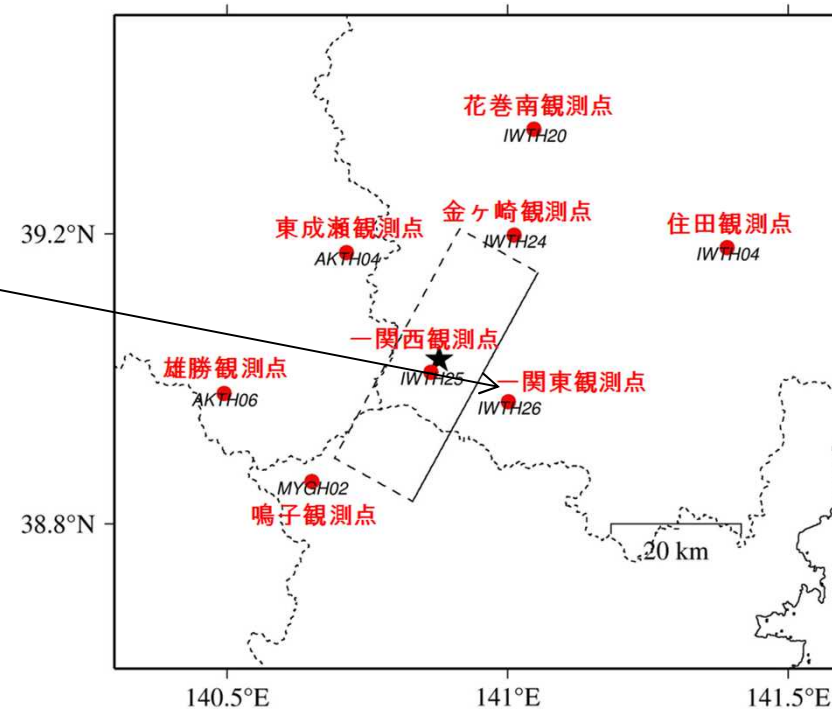 花巻南観測点
IWTH20
金ヶ崎観測点
IWTH24
東成瀬観測点
AKTH04
住田観測点
IWTH04
39.2°N
一関西観測点
IWTH25
雄勝観測点
AKTH06
一関東観測点
IWTH26
MYGH02
鳴子観測点
38.8°N
20 km
140.5°E
141°E
141.5°E